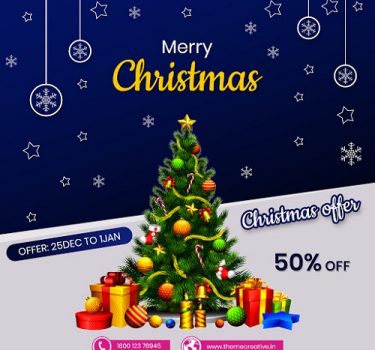 Merry
Christmas
Christmas offer
OFFER: 25DEC TO 1JAN
50% OFF
1800 123 78945
www.themecreative.in